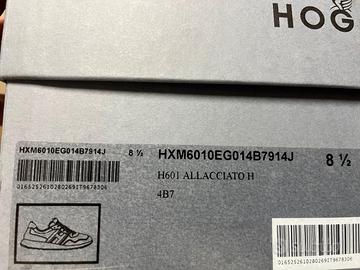 HOG
HXM6010EG014B7914J 8 ½ HXM6010EG014B7914J 8 ½
H601 ALLACCIATO H
4B7